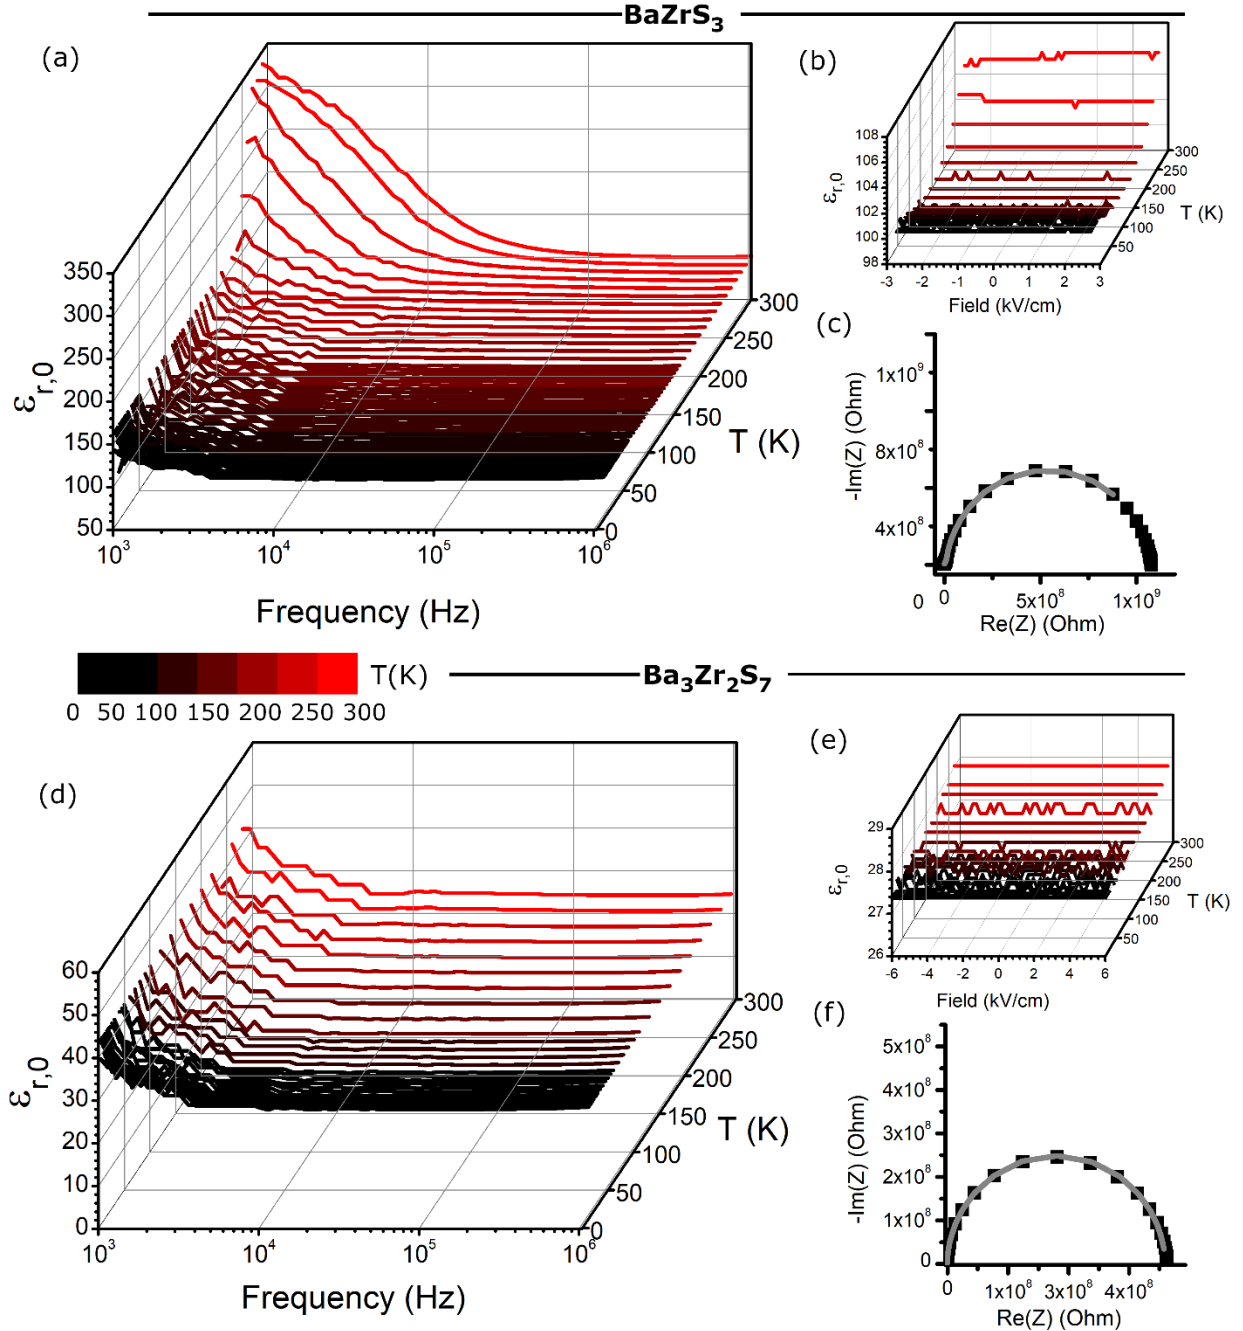 BaZrS3
(a)
350
300
250
200
150
100
50
εr,0
10^3
10^4
10^5
10^6
Frequency (Hz)
0
50
100
150
200
250
300
T (K)
(b)
108
106
104
102
100
98
εr,0
-3 -2 -1 0 1 2 3
Field (kV/cm)
50
100
150
200
250
300
T (K)
(c)
1x10^9
8x10^8
4x10^8
0
-Im(Z) (Ohm)
0 5x10^8 1x10^9
Re(Z) (Ohm)
T(K)
0 50 100 150 200 250 300
Ba3Zr2S7
(d)
60
50
40
30
20
10
0
εr,0
10^3
10^4
10^5
10^6
Frequency (Hz)
0
50
100
150
200
250
300
T (K)
(e)
29
28
27
26
εr,0
-6 -4 -2 0 2 4 6
Field (kV/cm)
50
100
150
200
250
300
T (K)
(f)
5x10^8
4x10^8
3x10^8
2x10^8
1x10^8
0
-Im(Z) (Ohm)
0 1x10^8 3x10^8 4x10^8
Re(Z) (Ohm)